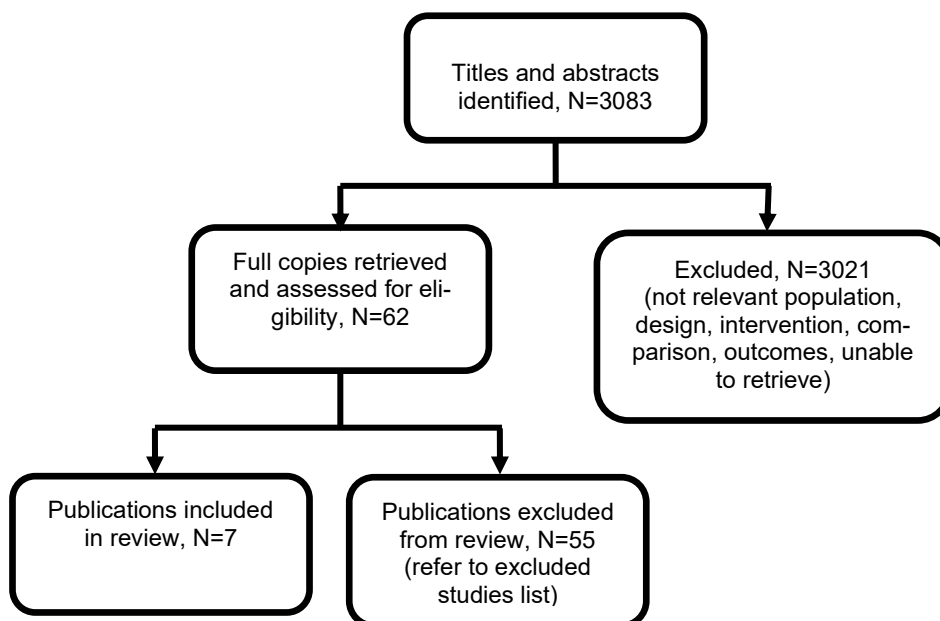 Titles and abstracts
identified, N=3083
Full copies retrieved
and assessed for eli-
gibility, N=62
Excluded, N=3021
(not relevant population,
design, intervention, com-
parison, outcomes, unable
to retrieve)
Publications included
in review, N=7
Publications excluded
from review, N=55
(refer to excluded
studies list)